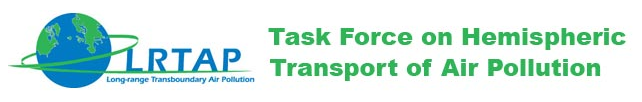 LRTAP
Long-range Transboundary Air Pollution
Task Force on Hemispheric
Transport of Air Pollution